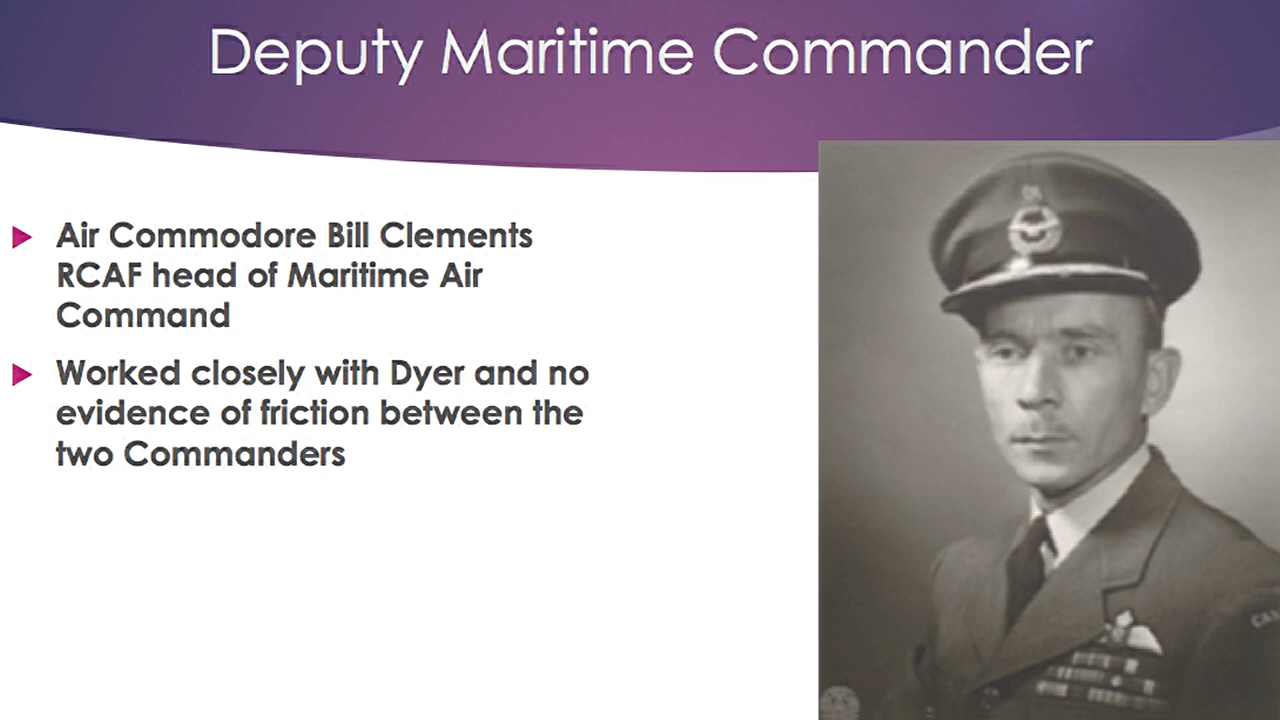 Deputy Maritime Commander
Air Commodore Bill Clements
RCAF head of Maritime Air
Command
Worked closely with Dyer and no
evidence of friction between the
two Commanders